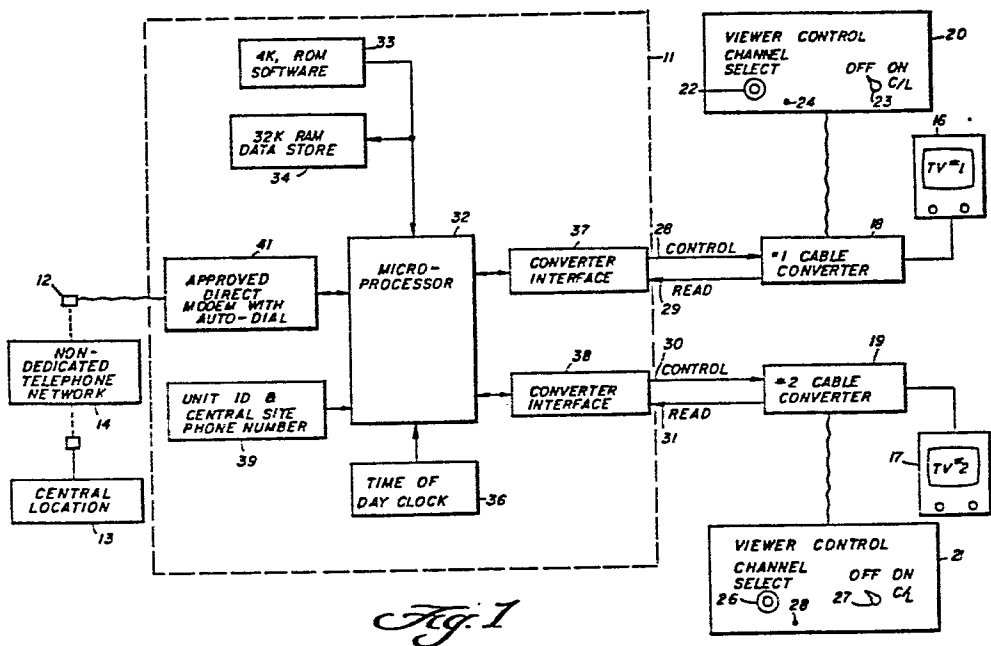 33
4K, ROM
SOFTWARE
32K RAM
DATA STORE
34
11
VIEWER CONTROL
CHANNEL
SELECT
OFF ON
C/L
22
24
23
20
16
TV #1
12
41
APPROVED
DIRECT
MODEM WITH
AUTO-DIAL
32
MICRO-
PROCESSOR
37
CONVERTER
INTERFACE
28
CONTROL
READ
29
18
#1 CABLE
CONVERTER
NON-
DEDICATED
TELEPHONE
NETWORK
14
UNIT ID &
CENTRAL SITE
PHONE NUMBER
39
38
CONVERTER
INTERFACE
30
CONTROL
READ
31
19
#2 CABLE
CONVERTER
17
TV #2
CENTRAL
LOCATION
13
TIME OF
DAY CLOCK
36
VIEWER CONTROL
CHANNEL
SELECT
OFF ON
C/L
26
28
27
21
Fig. 1